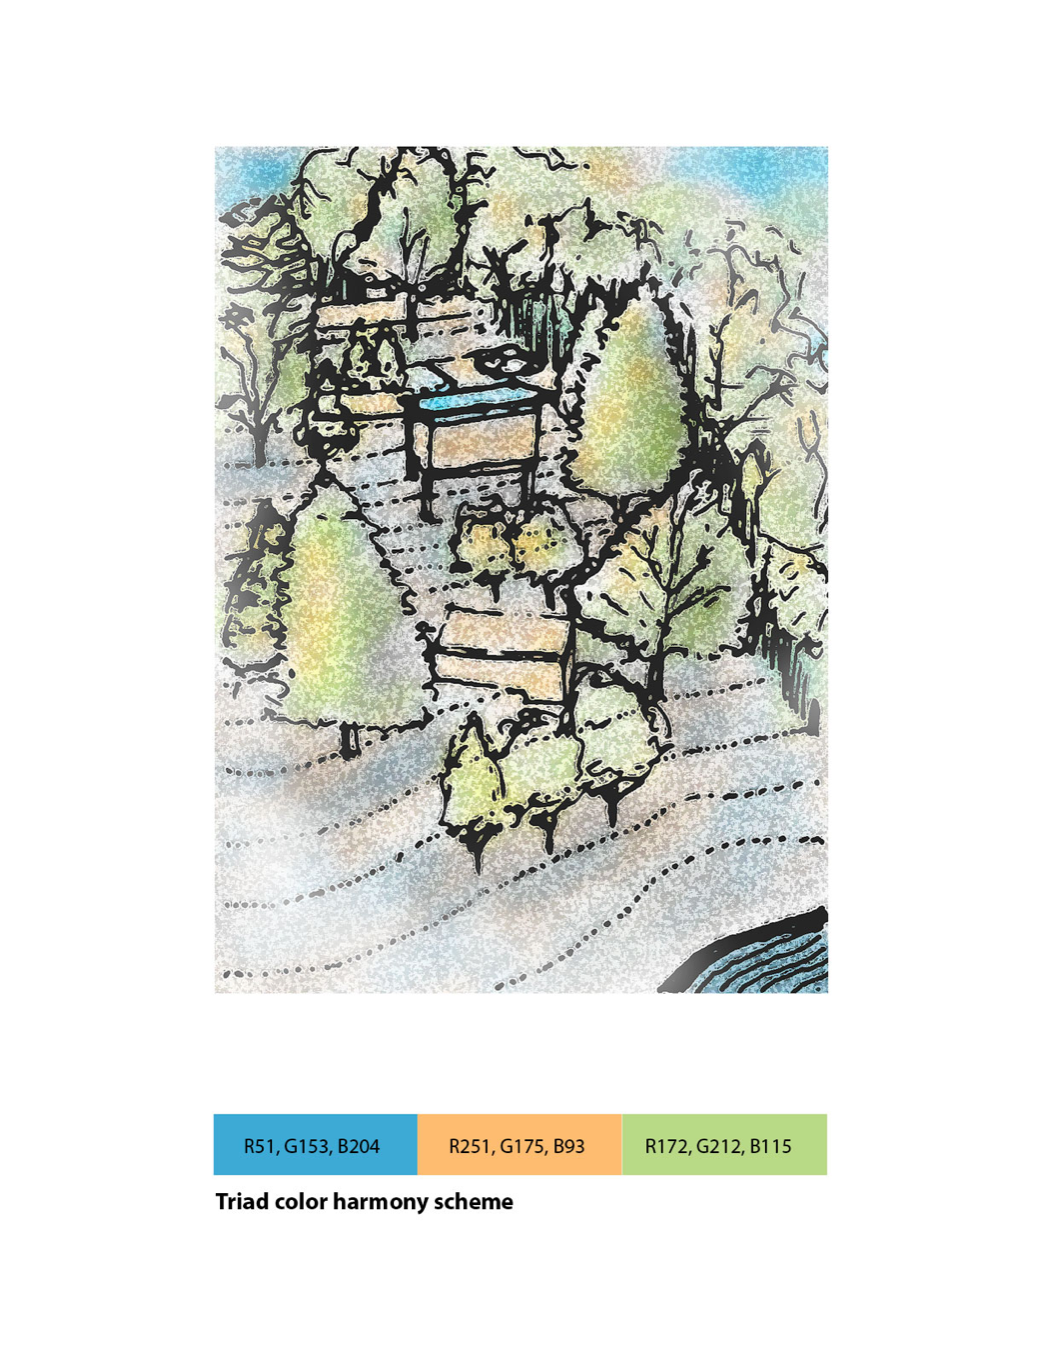 R51, G153, B204
R251, G175, B93
R172, G212, B115
Triad color harmony scheme